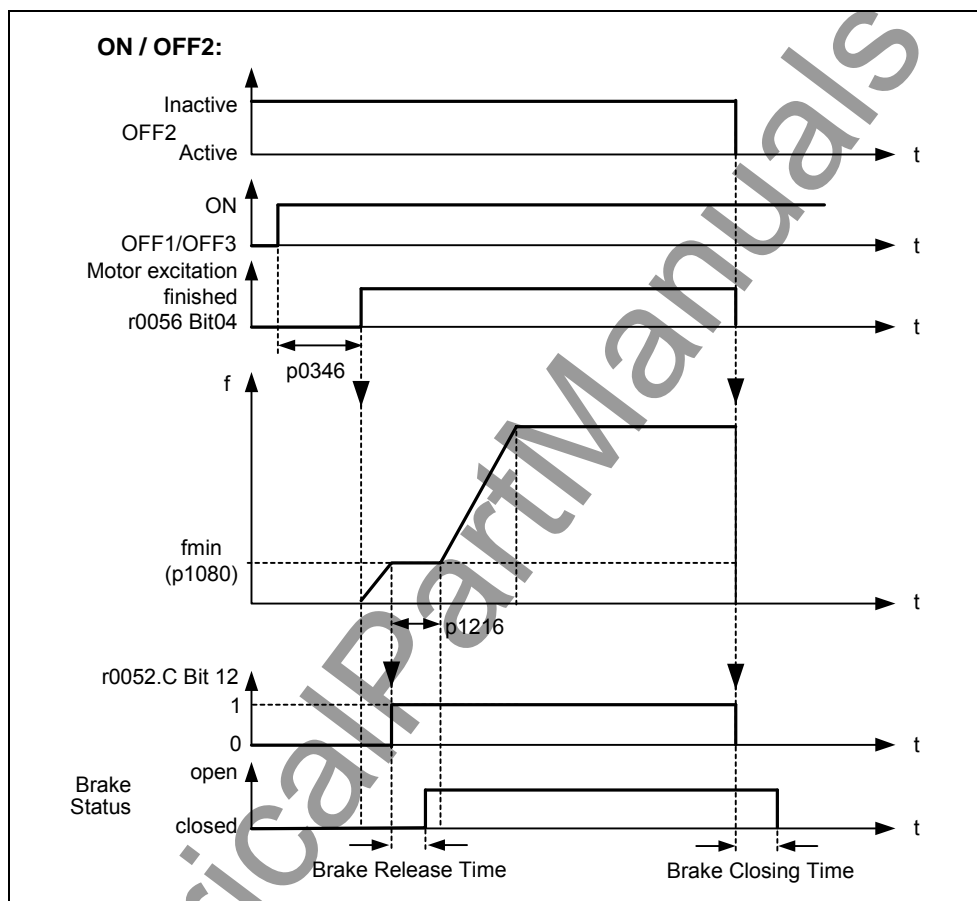 ON / OFF2:
Inactive
OFF2
Active
t
ON
OFF1/OFF3
t
Motor excitation
finished
r0056 Bit04
t
p0346
f
fmin
(p1080)
t
p1216
r0052.C Bit 12
1
0
t
open
Brake
Status
closed
t
Brake Release Time
Brake Closing Time
icalPartManuals